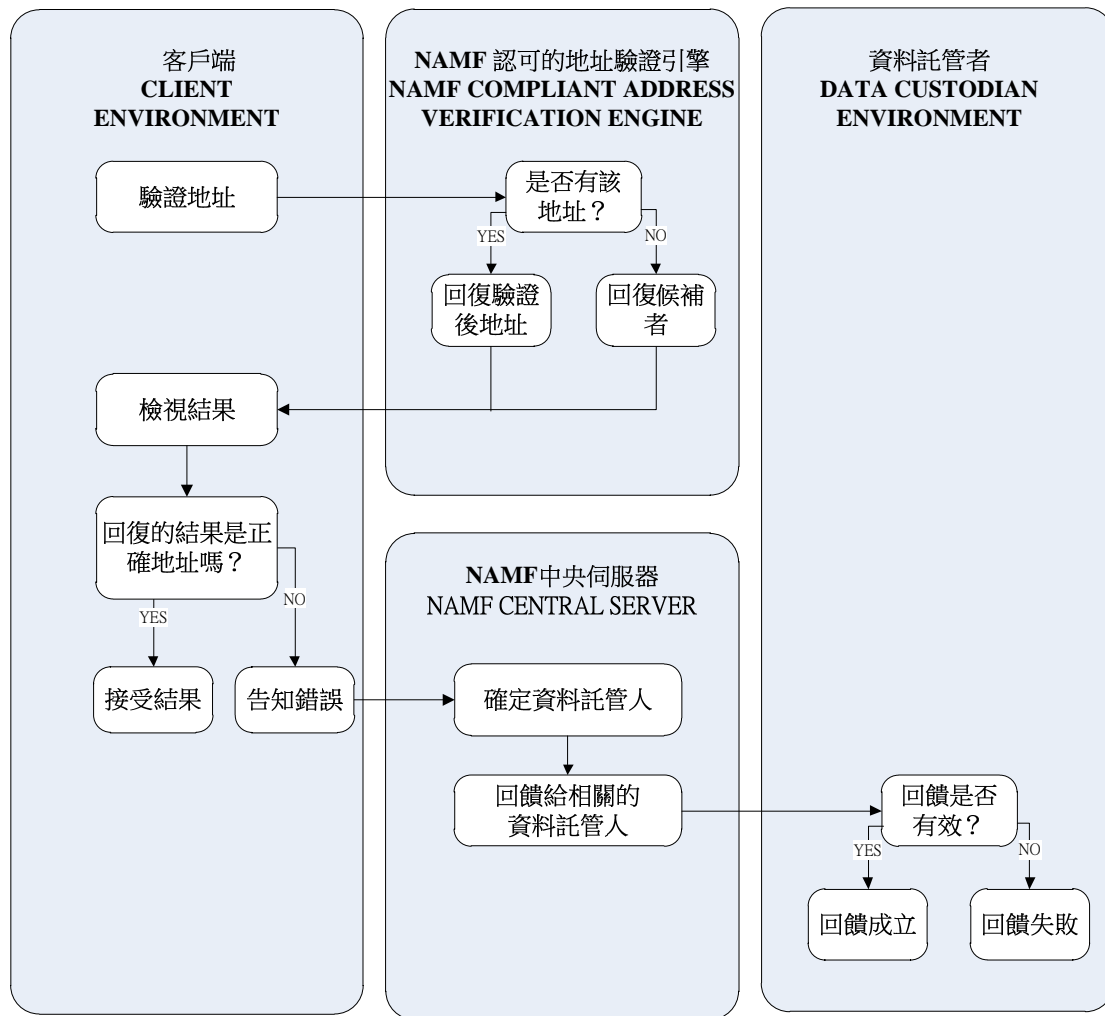 客戶端
CLIENT
ENVIRONMENT
NAMF 認可的地址驗證引擎
NAMF COMPLIANT ADDRESS
VERIFICATION ENGINE
資料託管者
DATA CUSTODIAN
ENVIRONMENT
驗證地址
是否有該
地址？
YES
NO
回復驗證
後地址
回復候補
者
檢視結果
回復的結果是正
確地址嗎？
YES
NO
接受結果
告知錯誤
NAMF中央伺服器
NAMF CENTRAL SERVER
確定資料託管人
回饋給相關的
資料託管人
回饋是否
有效？
YES
NO
回饋成立
回饋失敗